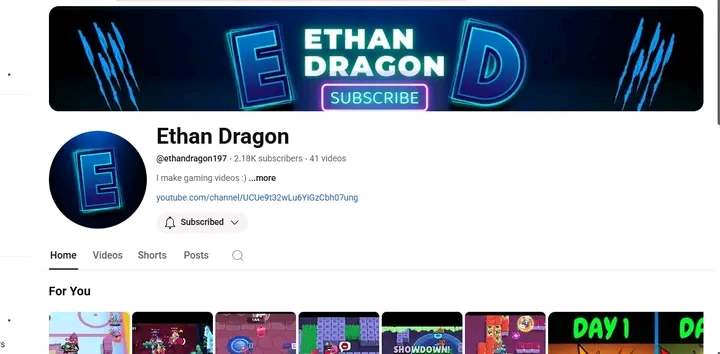 E ETHAN DRAGON D
SUBSCRIBE
E
Ethan Dragon
@ethandragon197 · 2.18K subscribers · 41 videos
I make gaming videos :) ...more
youtube.com/channel/UCUe9t32wLu6YiGzCbh07ung
Subscribed
Home Videos Shorts Posts
For You
SHOWDOWN!
DAY 1